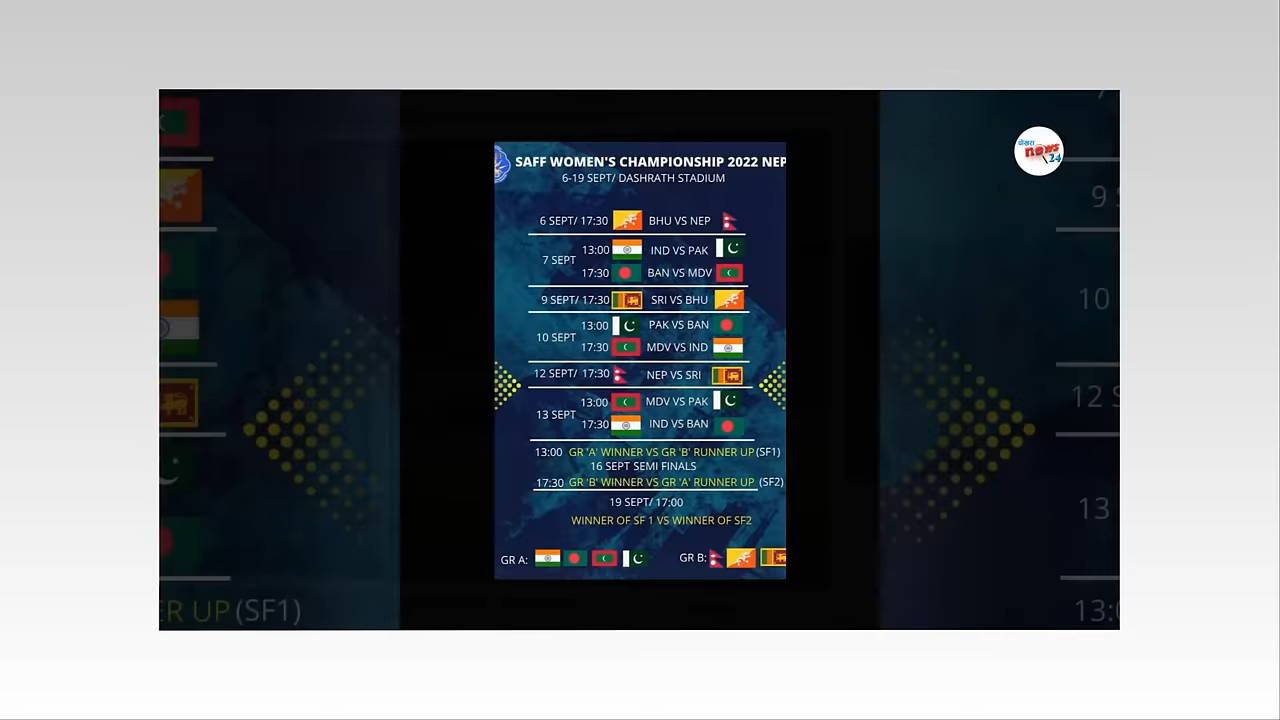 SAFF WOMEN'S CHAMPIONSHIP 2022 NEP
6-19 SEPT/ DASHRATH STADIUM
6 SEPT/ 17:30 BHU VS NEP
7 SEPT
13:00 IND VS PAK
17:30 BAN VS MDV
9 SEPT/ 17:30 SRI VS BHU
10 SEPT
13:00 PAK VS BAN
17:30 MDV VS IND
12 SEPT/ 17:30 NEP VS SRI
13 SEPT
13:00 MDV VS PAK
17:30 IND VS BAN
13:00 GR 'A' WINNER VS GR 'B' RUNNER UP (SF1)
16 SEPT SEMI FINALS
17:30 GR 'B' WINNER VS GR 'A' RUNNER UP (SF2)
19 SEPT/ 17:00
WINNER OF SF 1 VS WINNER OF SF2
GR A: GR B:
पोखरा
news
24
ER UP (SF1)
9 S
10
12 S
13
13:0